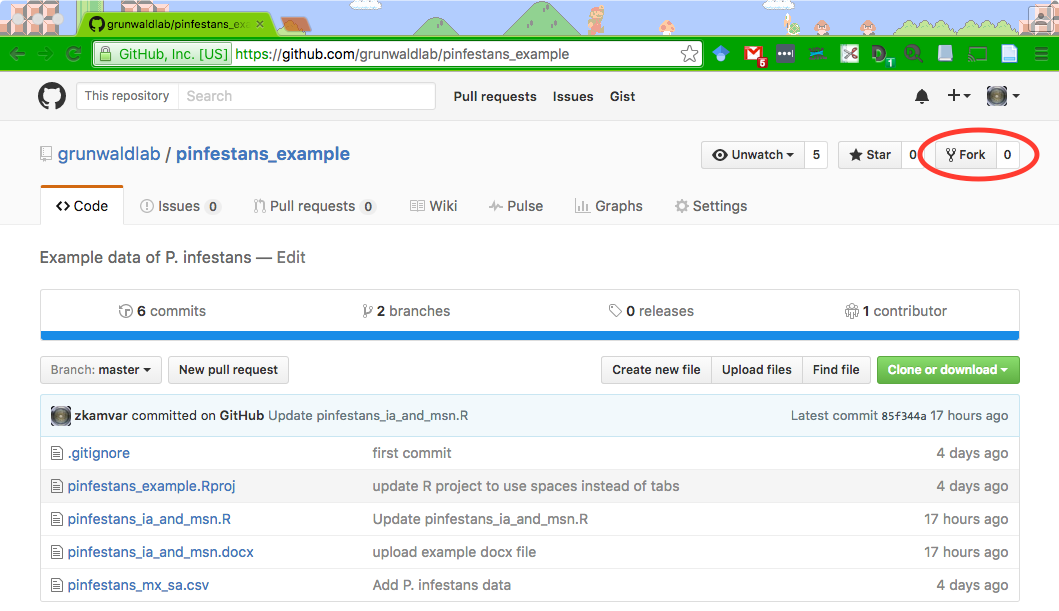 grunwaldlab/pinfestans_exa
GitHub, Inc. [US] https://github.com/grunwaldlab/pinfestans_example
6
1
This repository Search Pull requests Issues Gist
grunwaldlab / pinfestans_example
Unwatch 5 Star 0 Fork 0
<> Code Issues 0 Pull requests 0 Wiki Pulse Graphs Settings
Example data of P. infestans — Edit
6 commits 2 branches 0 releases 1 contributor
Branch: master New pull request Create new file Upload files Find file Clone or download
zkamvar committed on GitHub Update pinfestans_ia_and_msn.R Latest commit 85f344a 17 hours ago
.gitignore first commit 4 days ago
pinfestans_example.Rproj update R project to use spaces instead of tabs 4 days ago
pinfestans_ia_and_msn.R Update pinfestans_ia_and_msn.R 17 hours ago
pinfestans_ia_and_msn.docx upload example docx file 17 hours ago
pinfestans_mx_sa.csv Add P. infestans data 4 days ago